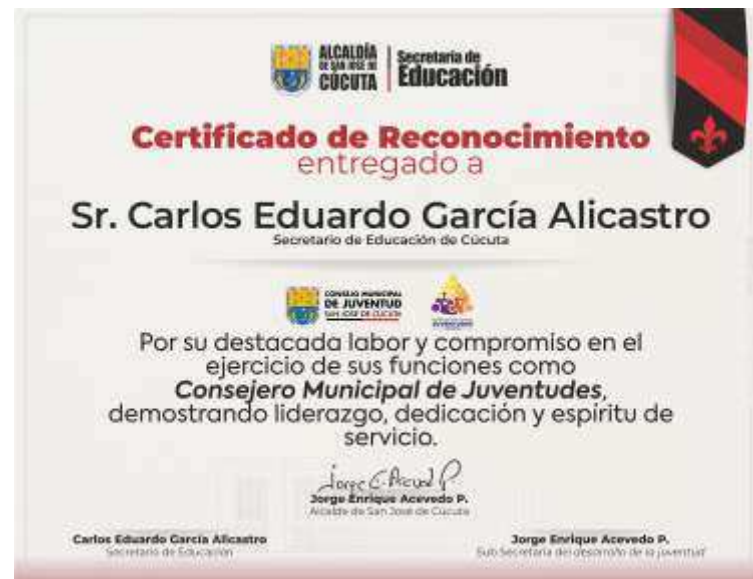 ALCALDÍA
DE SAN JOSÉ DE
CÚCUTA
Secretaría de
Educación
Certificado de Reconocimiento
entregado a
Sr. Carlos Eduardo García Alicastro
Secretario de Educación de Cúcuta
CONSEJO MUNICIPAL
DE JUVENTUD
SAN JOSÉ DE CÚCUTA
Por su destacada labor y compromiso en el
ejercicio de sus funciones como
Consejero Municipal de Juventudes,
demostrando liderazgo, dedicación y espíritu de
servicio.
Jorge E. Acevedo P.
Jorge Enrique Acevedo P.
Alcalde de San José de Cúcuta
Carlos Eduardo García Alicastro
Secretario de Educación
Jorge Enrique Acevedo P.
Sub Secretaria del desarrollo de la juventud